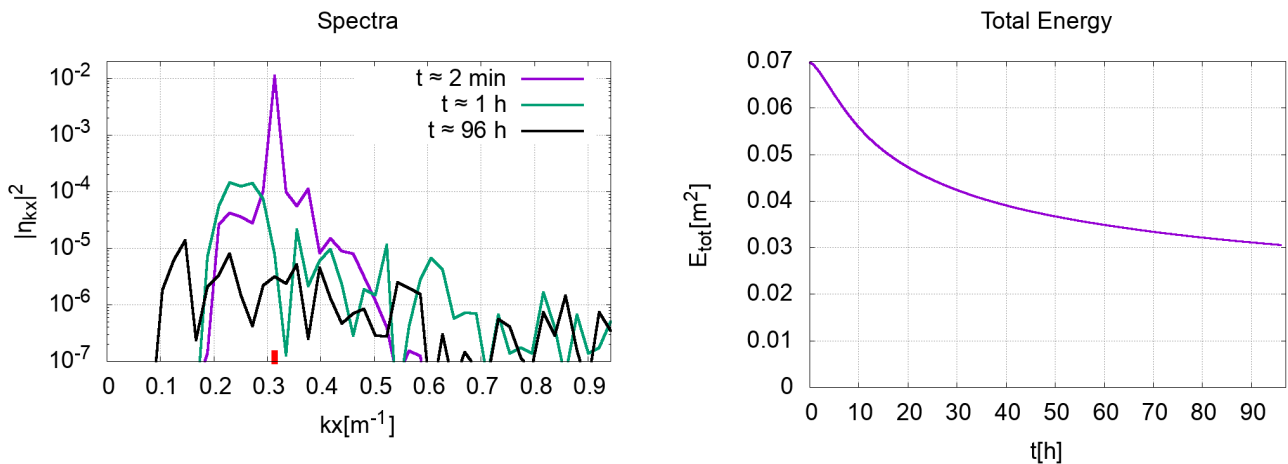 Spectra
10⁻²
10⁻³
10⁻⁴
10⁻⁵
10⁻⁶
10⁻⁷
|ηₖₓ|²
t ≈ 2 min
t ≈ 1 h
t ≈ 96 h
0 0.1 0.2 0.3 0.4 0.5 0.6 0.7 0.8 0.9
kx[m⁻¹]
Total Energy
0.07
0.06
0.05
0.04
0.03
0.02
0.01
0
E_tot[m²]
0 10 20 30 40 50 60 70 80 90
t[h]